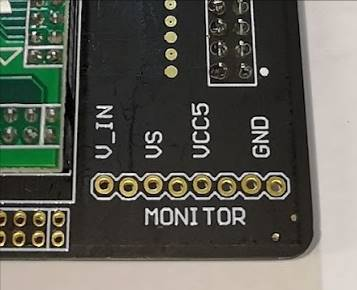 V_IN
VS
VCC5
GND
MONITOR